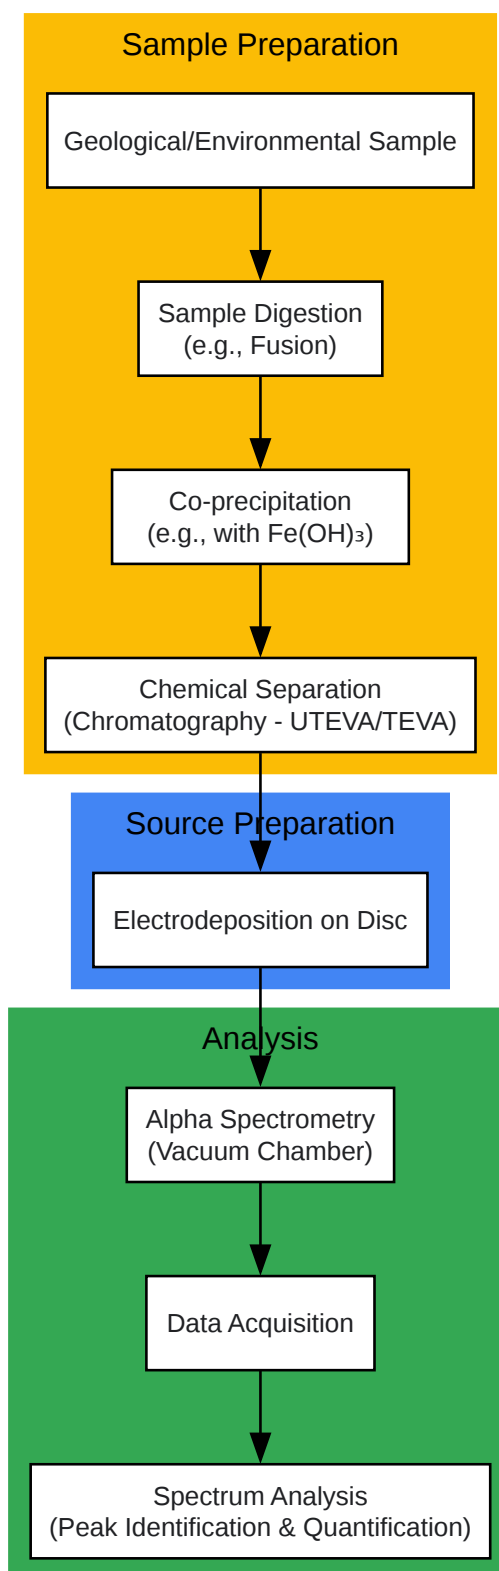 Sample Preparation
Geological/Environmental Sample
Sample Digestion
(e.g., Fusion)
Co-precipitation
(e.g., with Fe(OH)₃)
Chemical Separation
(Chromatography - UTEVA/TEVA)
Source Preparation
Electrodeposition on Disc
Analysis
Alpha Spectrometry
(Vacuum Chamber)
Data Acquisition
Spectrum Analysis
(Peak Identification & Quantification)